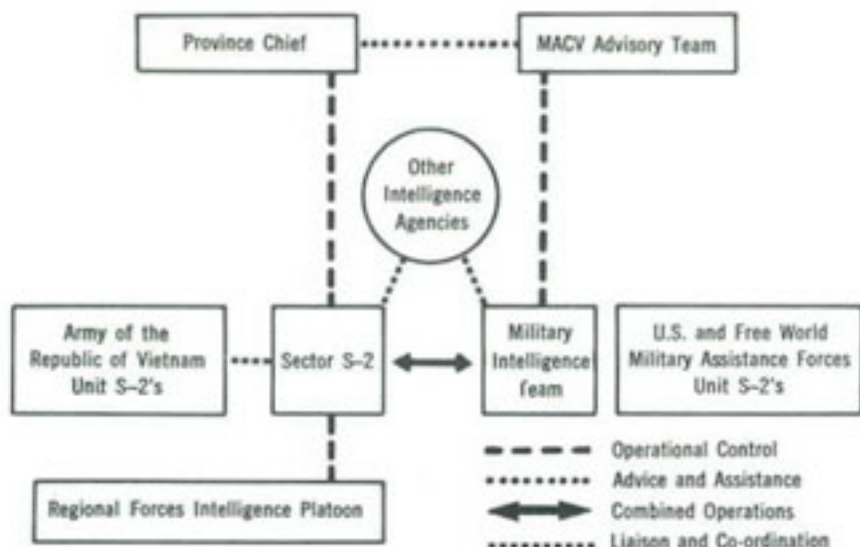 Province Chief
MACV Advisory Team
Other
Intelligence
Agencies
Army of the
Republic of Vietnam
Unit S-2's
Sector S-2
Military
Intelligence
Team
U.S. and Free World
Military Assistance Forces
Unit S-2's
Regional Forces Intelligence Platoon
Operational Control
Advice and Assistance
Combined Operations
Liaison and Co-ordination